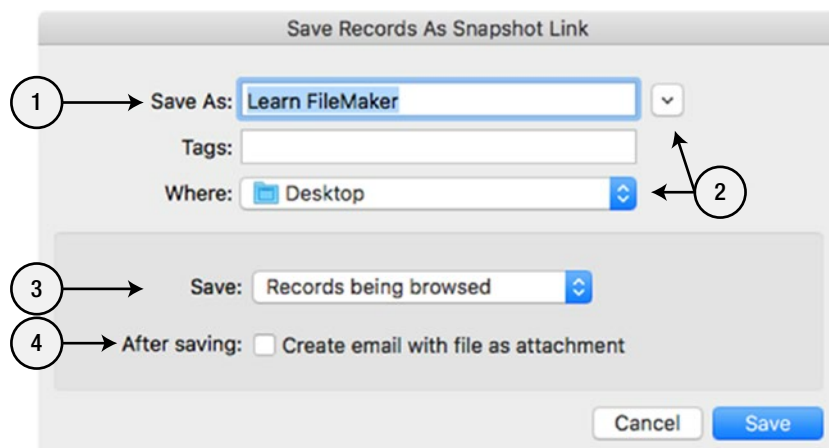 Save Records As Snapshot Link
1 Save As: Learn FileMaker
Tags:
2
Where: Desktop
3 Save: Records being browsed
4 After saving: Create email with file as attachment
Cancel Save